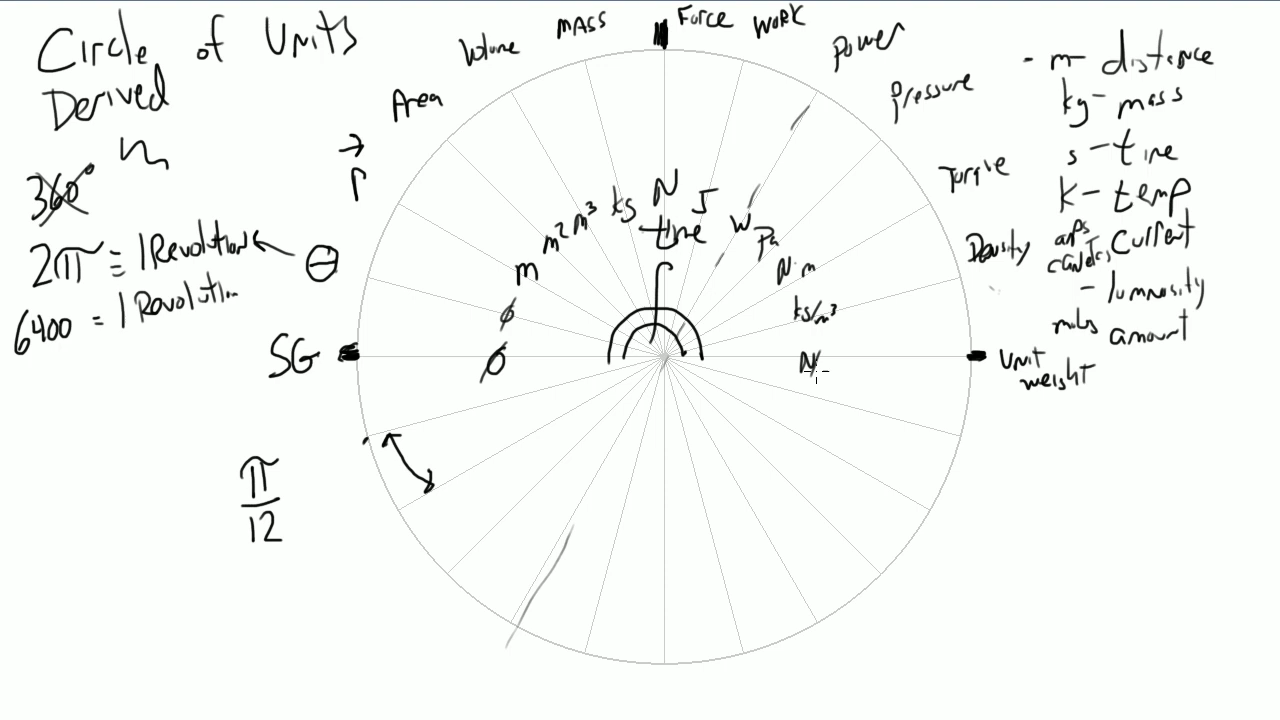 Circle of Units
Derived
m
360°
2π ≡ 1 Revolution
θ
6400 = 1 Revolution
SG
π
12
r
Area
Volume
MASS
Force
WORK
Power
Pressure
Torque
Density
Unit
weight
m
m²
m³
kg
N
time
J
W
Pa
N·m
kg/m³
N/
ϕ
ϕ
m - distance
kg - mass
s - time
K - temp
amps
current
- luminosity
mols amount